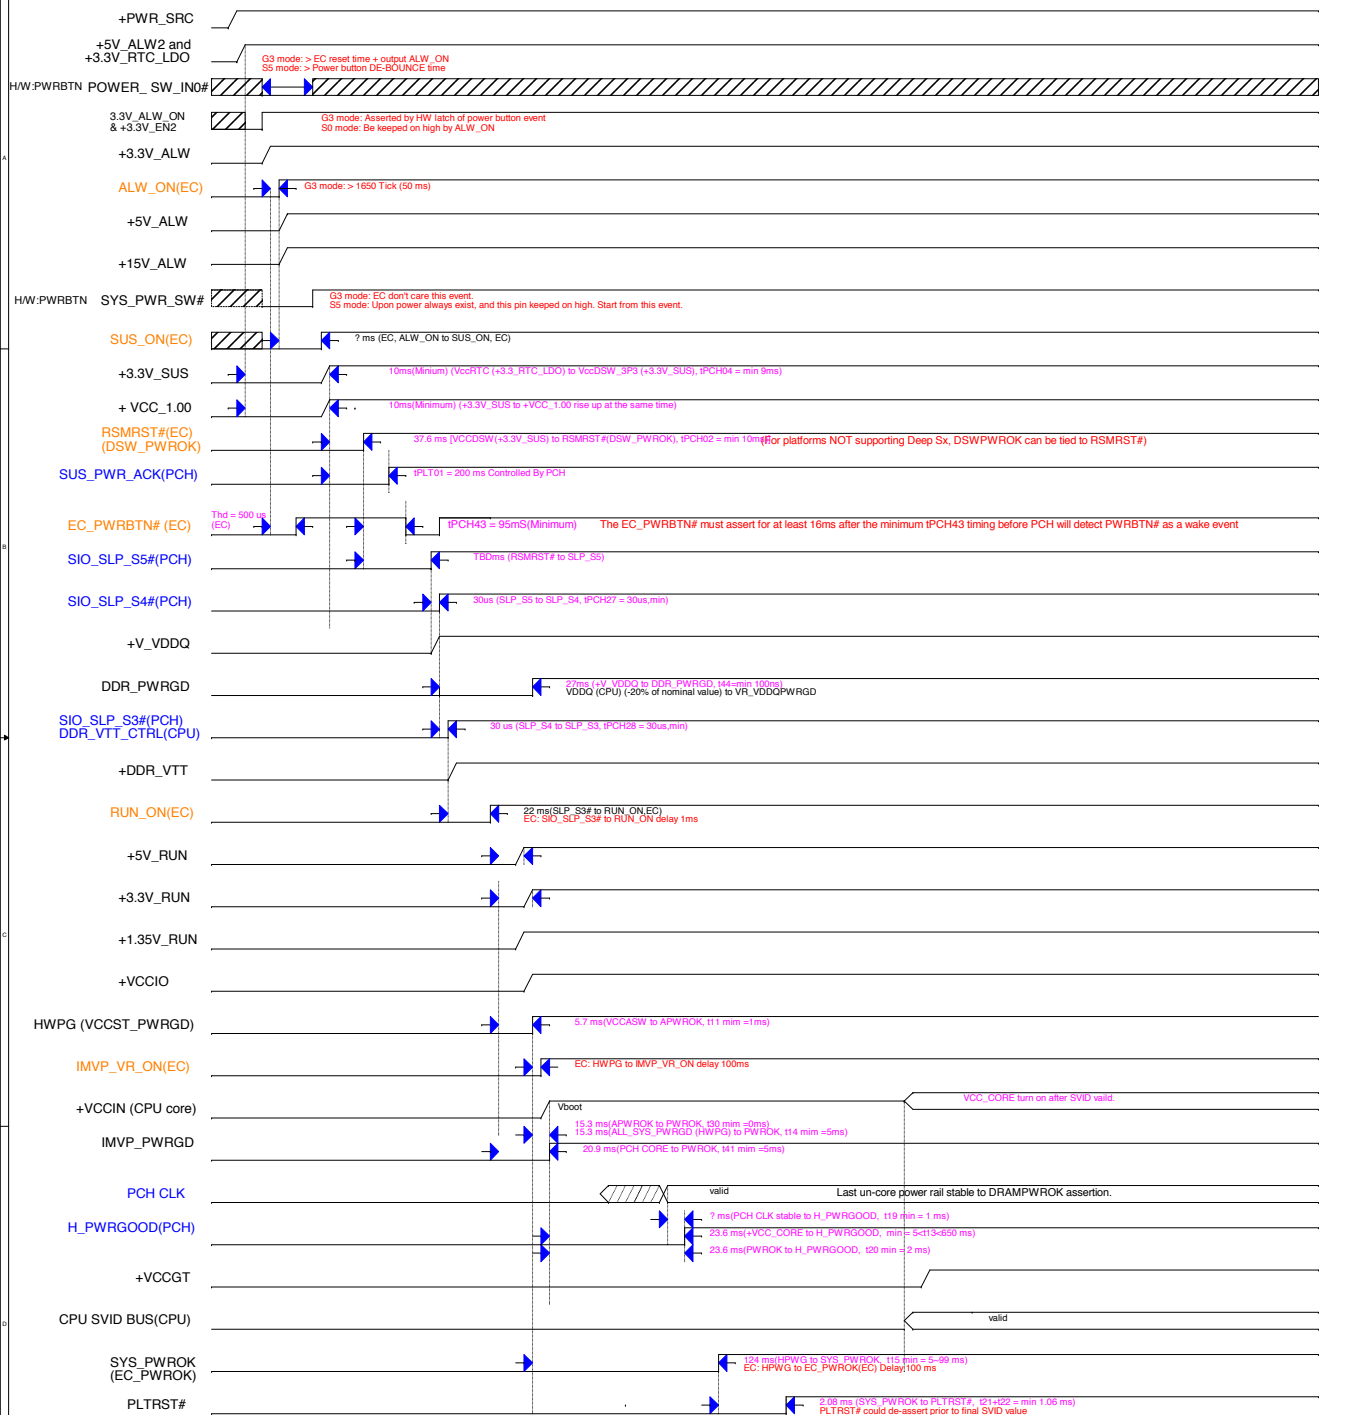 +PWR_SRC
+5V_ALW2 and
+3.3V_RTC_LDO
G3 mode: > EC reset time + output ALW_ON
S5 mode: > Power button DE-BOUNCE time
H/W:PWRBTN POWER_ SW_IN0#
3.3V_ALW_ON
& +3.3V_EN2
G3 mode: Asserted by HW latch of power button event
S0 mode: Be keeped on high by ALW_ON
A
+3.3V_ALW
ALW_ON(EC)
G3 mode: > 1650 Tick (50 ms)
+5V_ALW
+15V_ALW
H/W:PWRBTN SYS_PWR_SW#
G3 mode: EC don't care this event.
S5 mode: Upon power always exist, and this pin keeped on high. Start from this event.
SUS_ON(EC)
? ms (EC, ALW_ON to SUS_ON, EC)
+3.3V_SUS
10ms(Minium) (VccRTC (+3.3_RTC_LDO) to VccDSW_3P3 (+3.3V_SUS), tPCH04 = min 9ms)
+ VCC_1.00
10ms(Minimum) (+3.3V_SUS to +VCC_1.00 rise up at the same time)
RSMRST#(EC)
(DSW_PWROK)
37.6 ms [VCCDSW(+3.3V_SUS) to RSMRST#(DSW_PWROK), tPCH02 = min 10ms]
(For platforms NOT supporting Deep Sx, DSWPWROK can be tied to RSMRST#)
SUS_PWR_ACK(PCH)
tPLT01 = 200 ms Controlled By PCH
Thd = 500 us
(EC)
EC_PWRBTN# (EC)
tPCH43 = 95mS(Minimum)
The EC_PWRBTN# must assert for at least 16ms after the minimum tPCH43 timing before PCH will detect PWRBTN# as a wake event
B
SIO_SLP_S5#(PCH)
TBDms (RSMRST# to SLP_S5)
SIO_SLP_S4#(PCH)
30us (SLP_S5 to SLP_S4, tPCH27 = 30us,min)
+V_VDDQ
DDR_PWRGD
27ms (+V_VDDQ to DDR_PWRGD, t44=min 100ns)
VDDQ (CPU) (-20% of nominal value) to VR_VDDQPWRGD
SIO_SLP_S3#(PCH)
DDR_VTT_CTRL(CPU)
30 us (SLP_S4 to SLP_S3, tPCH28 = 30us,min)
+DDR_VTT
RUN_ON(EC)
22 ms(SLP_S3# to RUN_ON,EC)
EC: SIO_SLP_S3# to RUN_ON delay 1ms
+5V_RUN
+3.3V_RUN
C
+1.35V_RUN
+VCCIO
HWPG (VCCST_PWRGD)
5.7 ms(VCCASW to APWROK, t11 mim =1ms)
IMVP_VR_ON(EC)
EC: HWPG to IMVP_VR_ON delay 100ms
+VCCIN (CPU core)
Vboot
VCC_CORE turn on after SVID vaild.
15.3 ms(APWROK to PWROK, t30 mim =0ms)
15.3 ms(ALL_SYS_PWRGD (HWPG) to PWROK, t14 mim =5ms)
IMVP_PWRGD
20.9 ms(PCH CORE to PWROK, t41 mim =5ms)
PCH CLK
valid
Last un-core power rail stable to DRAMPWROK assertion.
? ms(PCH CLK stable to H_PWRGOOD, t19 min = 1 ms)
H_PWRGOOD(PCH)
23.6 ms(+VCC_CORE to H_PWRGOOD, min = 5<t13<650 ms)
23.6 ms(PWROK to H_PWRGOOD, t20 min = 2 ms)
+VCCGT
CPU SVID BUS(CPU)
valid
D
SYS_PWROK
(EC_PWROK)
124 ms(HPWG to SYS_PWROK, t15 min = 5~99 ms)
EC: HWPG to EC_PWROK(EC) Delay 100 ms
PLTRST#
2.08 ms (SYS_PWROK to PLTRST#, t21+t22 = min 1.06 ms)
PLTRST# could de-assert prior to final SVID value